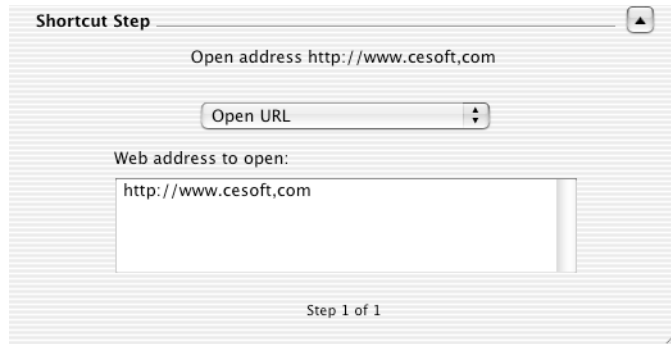 Shortcut Step
Open address http://www.cesoft,com
Open URL
Web address to open:
http://www.cesoft,com
Step 1 of 1